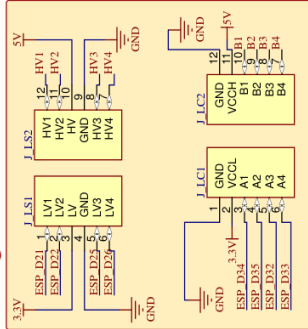 5V
GND
HV1
HV2
HV3
HV4
12
11
10
9
8
7
HV1
HV2
HV
GND
HV3
HV4
J_LS2
J_LS1
LV1
LV2
LV
GND
LV3
LV4
1
2
3
4
5
6
ESP_D21
ESP_D22
ESP_D25
ESP_D26
3.3V
GND
GND
5V
B1
B2
B3
B4
12
11
10
9
8
7
GND
VCCH
B1
B2
B3
B4
J_LC2
J_LC1
GND
VCCL
A1
A2
A3
A4
1
2
3
4
5
6
3.3V
ESP_D34
ESP_D35
ESP_D32
ESP_D33
GND